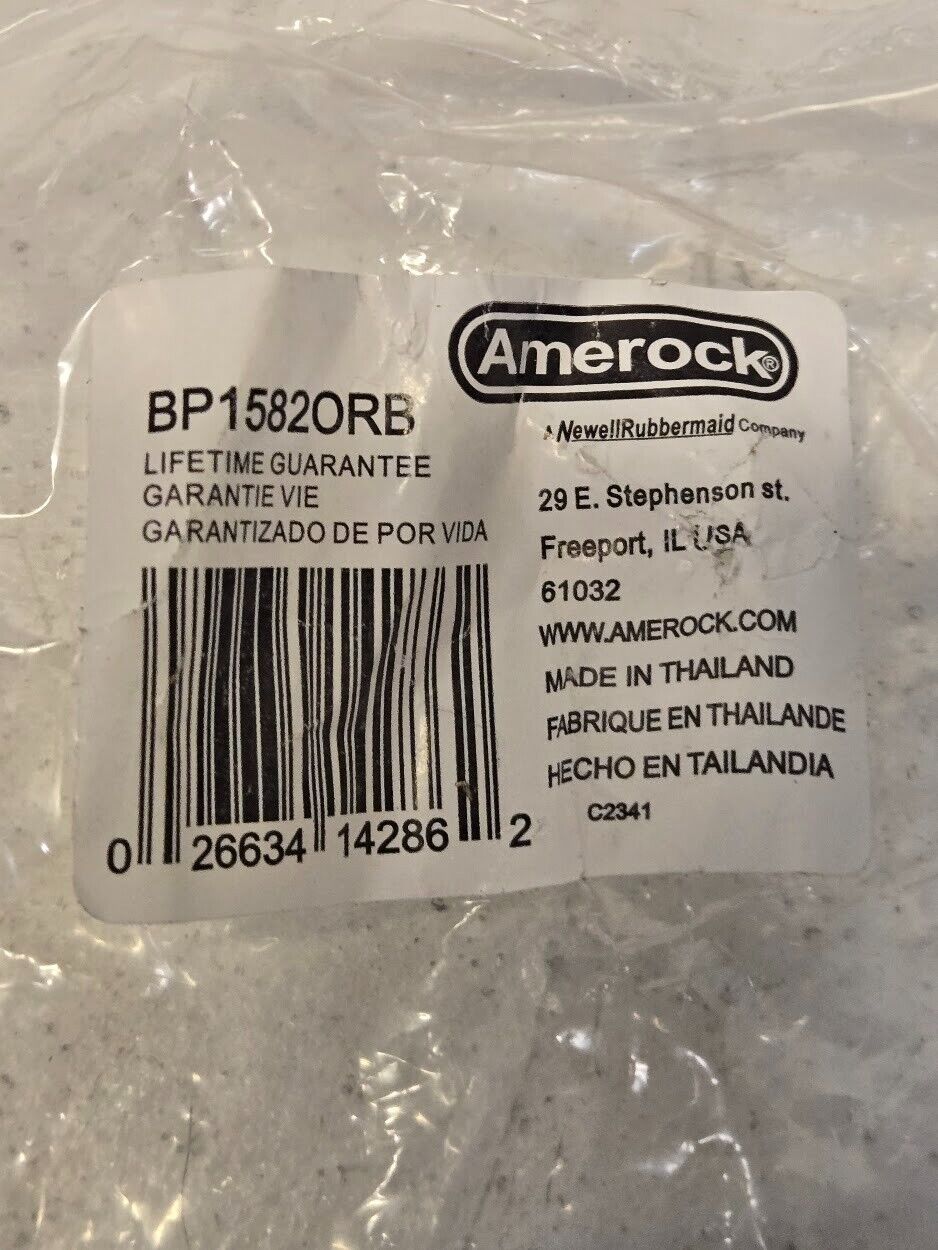 Amerock®
BP1582ORB
A NewellRubbermaid Company
LIFETIME GUARANTEE
GARANTIE VIE
GARANTIZADO DE POR VIDA
29 E. Stephenson st.
Freeport, IL USA
61032
WWW.AMEROCK.COM
MADE IN THAILAND
FABRIQUE EN THAILANDE
HECHO EN TAILANDIA
C2341
0 26634 14286 2